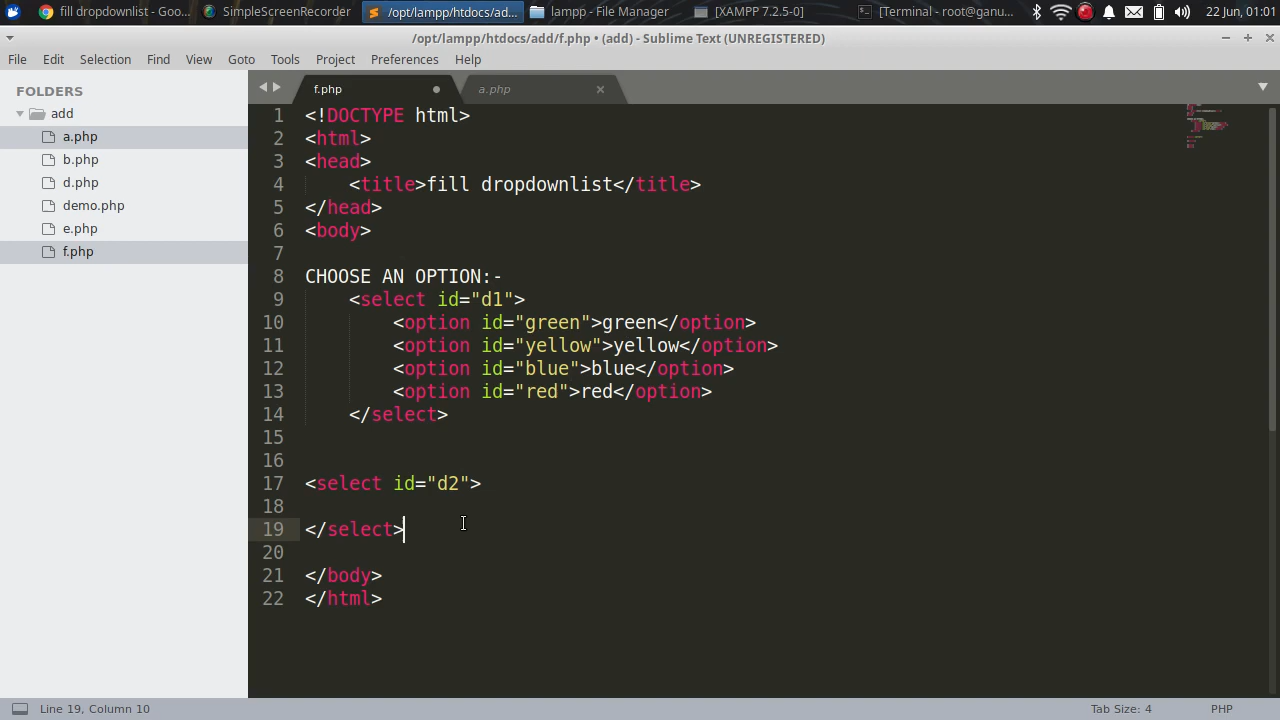 fill dropdownlist - Goo...
SimpleScreenRecorder
/opt/lampp/htdocs/ad...
lampp - File Manager
[XAMPP 7.2.5-0]
[Terminal - root@ganu...
22 Jun, 01:01
/opt/lampp/htdocs/add/f.php • (add) - Sublime Text (UNREGISTERED)
File Edit Selection Find View Goto Tools Project Preferences Help
FOLDERS
add
a.php
b.php
d.php
demo.php
e.php
f.php
f.php
a.php
1 <!DOCTYPE html>
2 <html>
3 <head>
4 <title>fill dropdownlist</title>
5 </head>
6 <body>
7
8 CHOOSE AN OPTION:-
9 <select id="d1">
10 <option id="green">green</option>
11 <option id="yellow">yellow</option>
12 <option id="blue">blue</option>
13 <option id="red">red</option>
14 </select>
15
16
17 <select id="d2">
18
19 </select>
20
21 </body>
22 </html>
Line 19, Column 10
Tab Size: 4
PHP